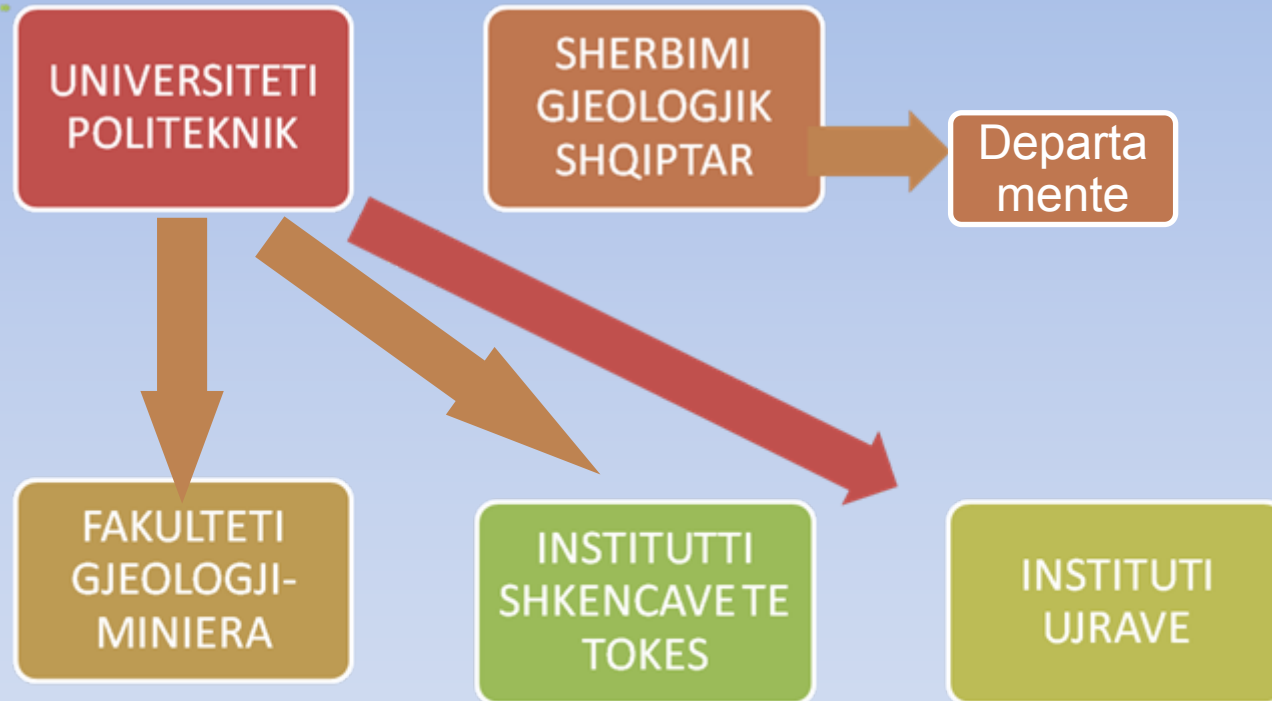 UNIVERSITETI
POLITEKNIK
SHERBIMI
GJEOLOGJIK
SHQIPTAR
Departa
mente
FAKULTETI
GJEOLOGJI-
MINIERA
INSTITUTTI
SHKENCAVE TE
TOKES
INSTITUTI
UJRAVE